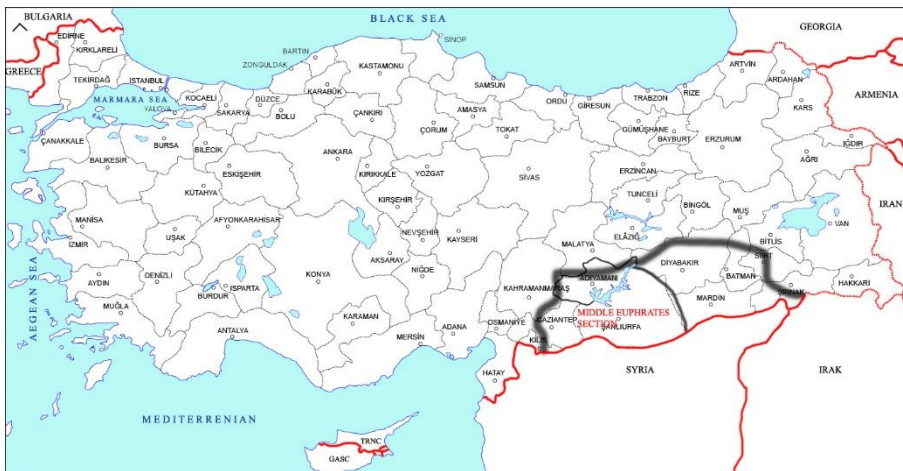 BULGARIA
BLACK SEA
GEORGIA
EDİRNE
KIRKLARELİ
SİNOP
BARTIN
ZONGULDAK
KASTAMONU
ARTVİN
ARDAHAN
GREECE
TEKİRDAĞ
İSTANBUL
KARABÜK
SAMSUN
MARMARA SEA
KOCAELİ
DÜZCE
ORDU
GİRESUN
TRABZON
RİZE
KARS
ARMENIA
YALOVA
SAKARYA
BOLU
ÇANKIRI
AMASYA
ÇORUM
TOKAT
GÜMÜŞHANE
BAYBURT
ERZURUM
IĞDIR
ÇANAKKALE
BURSA
BİLECİK
BALIKESİR
ESKİŞEHİR
ANKARA
KIRIKKALE
YOZGAT
SİVAS
ERZİNCAN
AĞRI
KÜTAHYA
TUNCELİ
IRAN
KIRŞEHİR
BİNGÖL
MUŞ
VAN
MANİSA
AFYONKARAHİSAR
UŞAK
NEVŞEHİR
KAYSERİ
ELÂZIĞ
BİTLİS
İZMİR
MALATYA
AKSARAY
DİYARBAKIR
SİİRT
AEGEAN SEA
AYDIN
DENİZLİ
BURDUR
ISPARTA
KONYA
NİĞDE
KAHRAMANMARAŞ
ADIYAMAN
BATMAN
ŞIRNAK
HAKKARİ
MUĞLA
MARDİN
KARAMAN
MIDDLE EUPHRATES
SECTION
ANTALYA
MERSİN
ADANA
OSMANİYE
GAZİANTEP
ŞANLIURFA
KİLİS
HATAY
SYRIA
IRAK
MEDITERRENIAN
TRNC
GASC